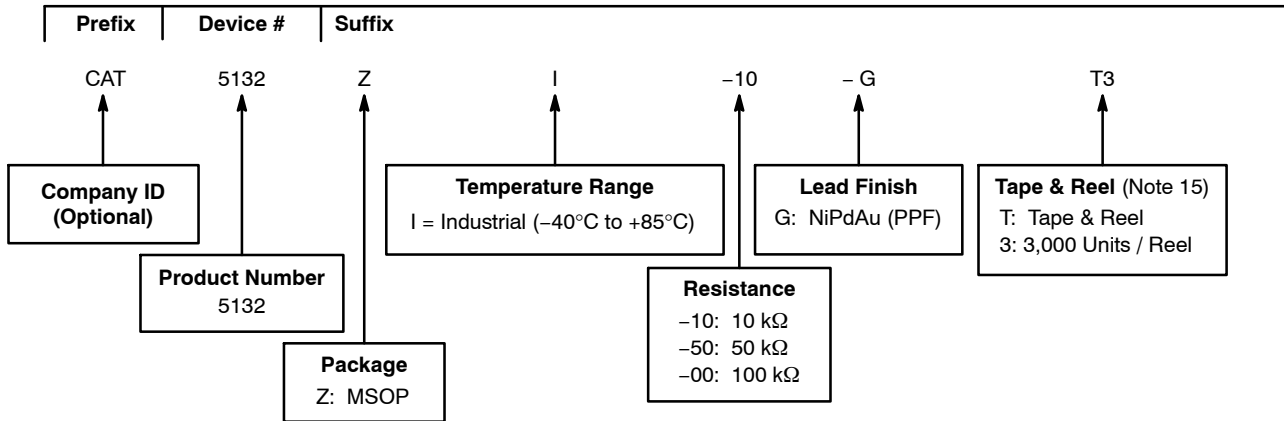 Prefix Device # Suffix
CAT 5132 Z I −10 − G T3
Company ID
(Optional)
Temperature Range
I = Industrial (−40°C to +85°C)
Lead Finish
G: NiPdAu (PPF)
Tape & Reel (Note 15)
T: Tape & Reel
3: 3,000 Units / Reel
Product Number
5132
Resistance
−10: 10 kΩ
−50: 50 kΩ
−00: 100 kΩ
Package
Z: MSOP